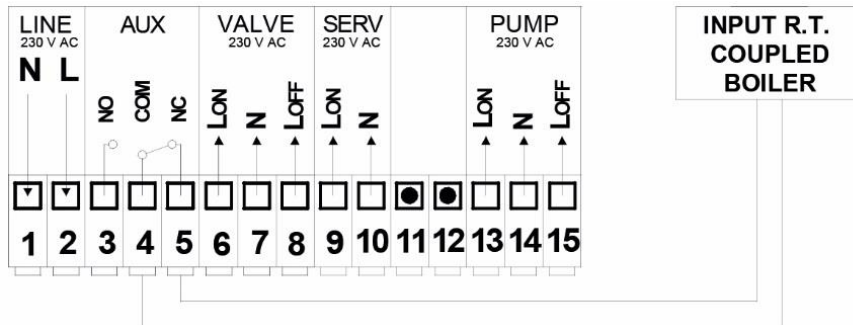 LINE
230 V AC
N L
AUX
NO COM NC
VALVE
230 V AC
LON N LOFF
SERV
230 V AC
LON N
PUMP
230 V AC
LON N LOFF
INPUT R.T.
COUPLED
BOILER
1 2 3 4 5 6 7 8 9 10 11 12 13 14 15